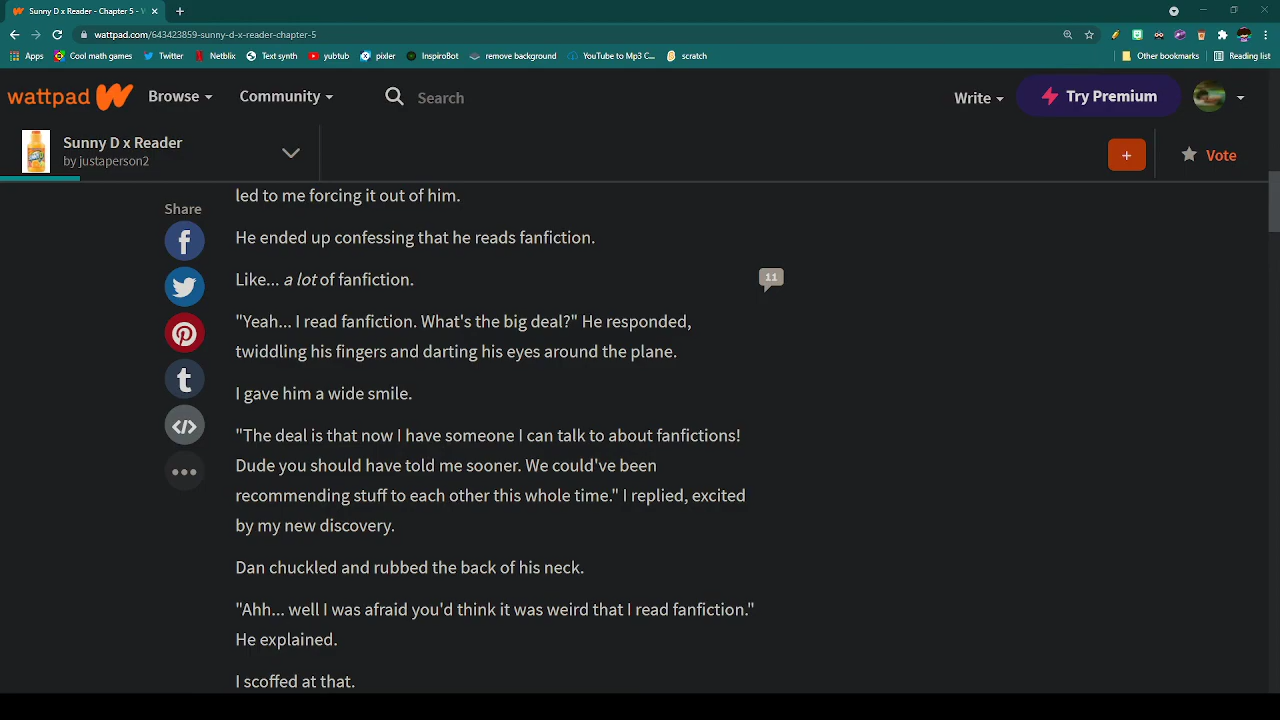 Sunny D x Reader - Chapter 5 - W
wattpad.com/643423859-sunny-d-x-reader-chapter-5
Apps Cool math games Twitter Netblix Text synth yubtub pixler InspiroBot remove background YouTube to Mp3 C... scratch Other bookmarks Reading list
wattpad Browse Community Search Write Try Premium
Sunny D x Reader
by justaperson2
+ Vote
Share
led to me forcing it out of him.
He ended up confessing that he reads fanfiction.
Like... a lot of fanfiction.
11
"Yeah... I read fanfiction. What's the big deal?" He responded,
twiddling his fingers and darting his eyes around the plane.
I gave him a wide smile.
"The deal is that now I have someone I can talk to about fanfictions!
Dude you should have told me sooner. We could've been
recommending stuff to each other this whole time." I replied, excited
by my new discovery.
Dan chuckled and rubbed the back of his neck.
"Ahh... well I was afraid you'd think it was weird that I read fanfiction."
He explained.
I scoffed at that.